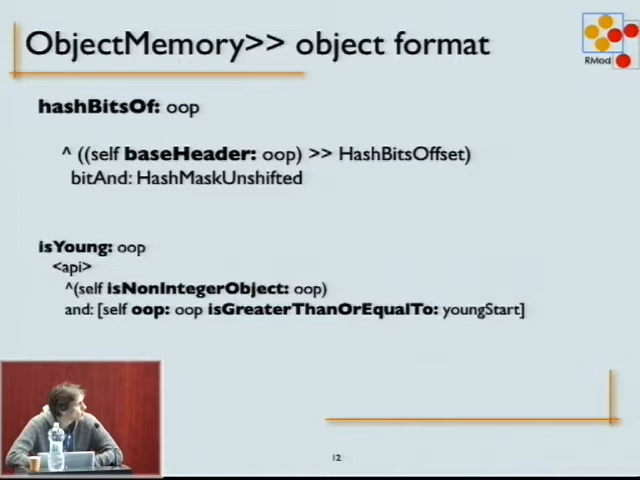 ObjectMemory>> object format
RMod
hashBitsOf: oop
^ ((self baseHeader: oop) >> HashBitsOffset)
bitAnd: HashMaskUnshifted
isYoung: oop
<api>
^(self isNonIntegerObject: oop)
and: [self oop: oop isGreaterThanOrEqualTo: youngStart]
12